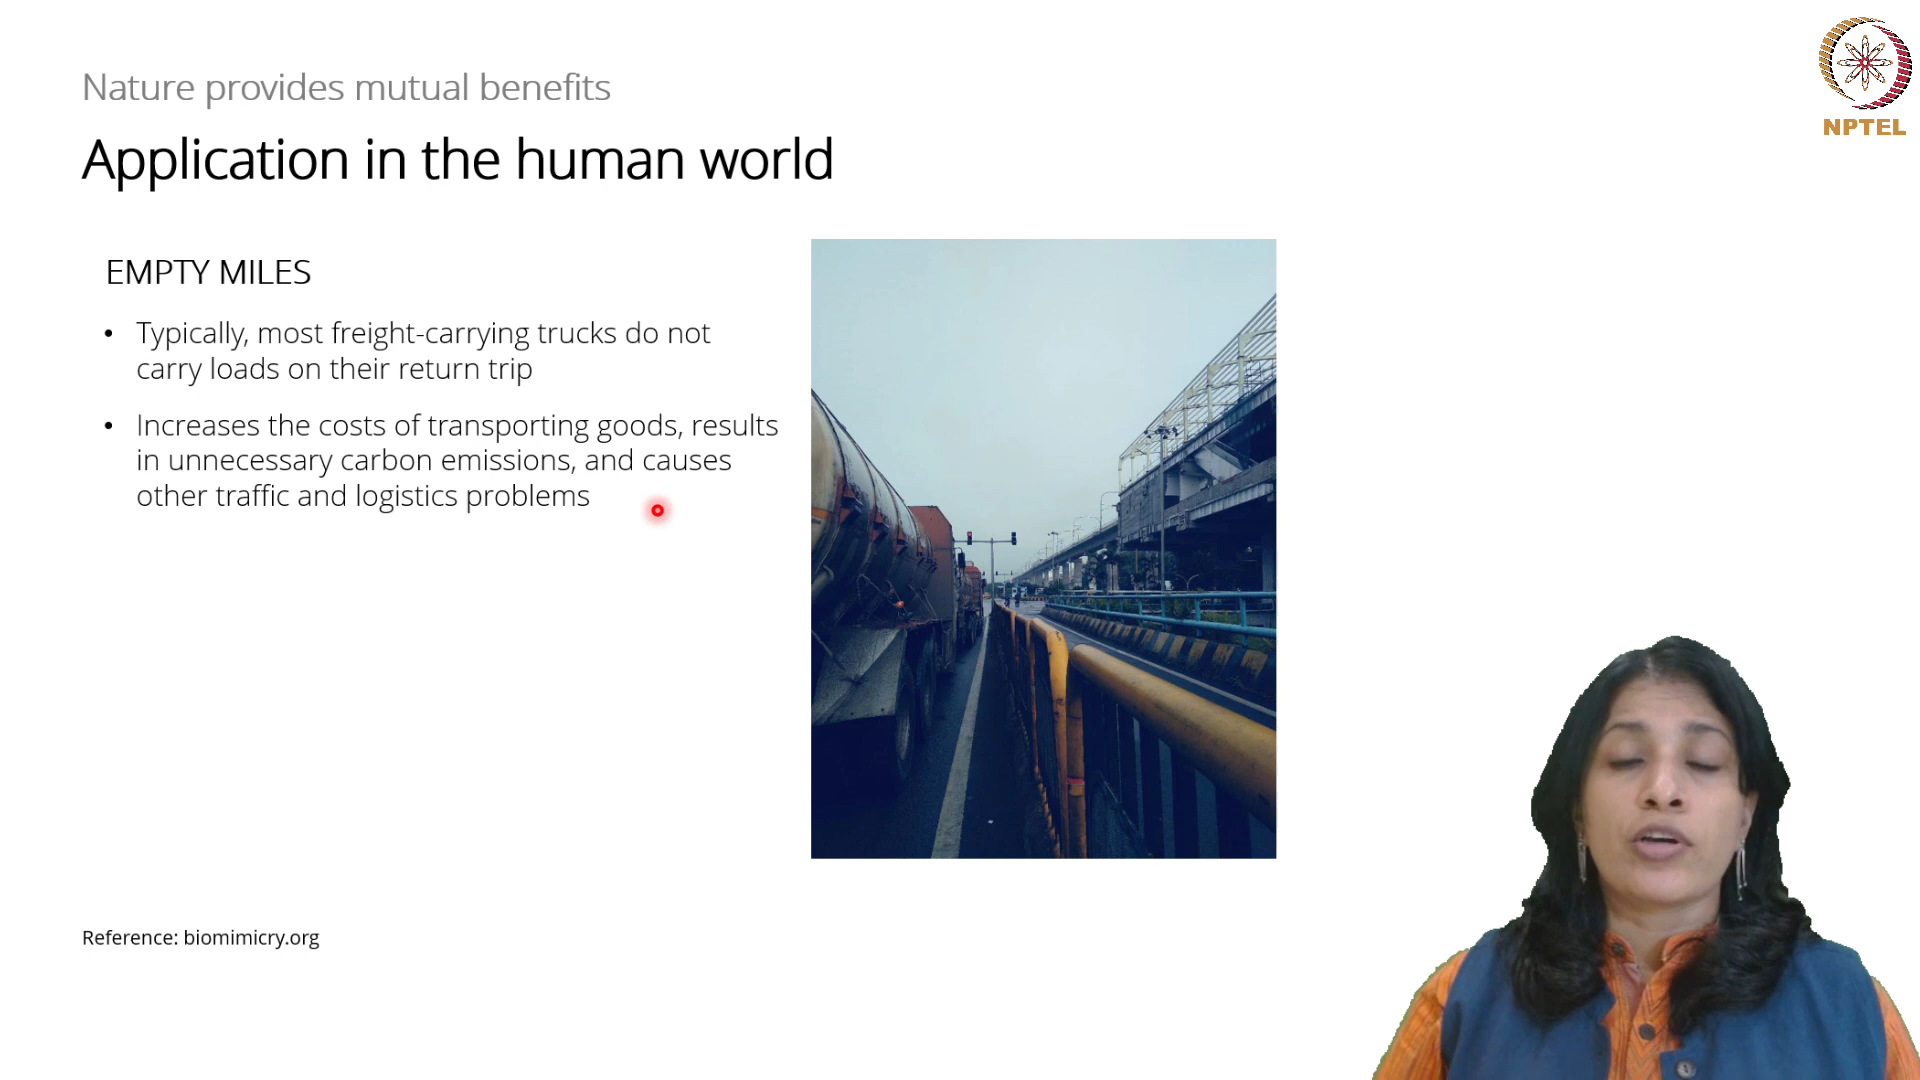 Nature provides mutual benefits
Application in the human world
NPTEL
EMPTY MILES
• Typically, most freight-carrying trucks do not
carry loads on their return trip
• Increases the costs of transporting goods, results
in unnecessary carbon emissions, and causes
other traffic and logistics problems
Reference: biomimicry.org